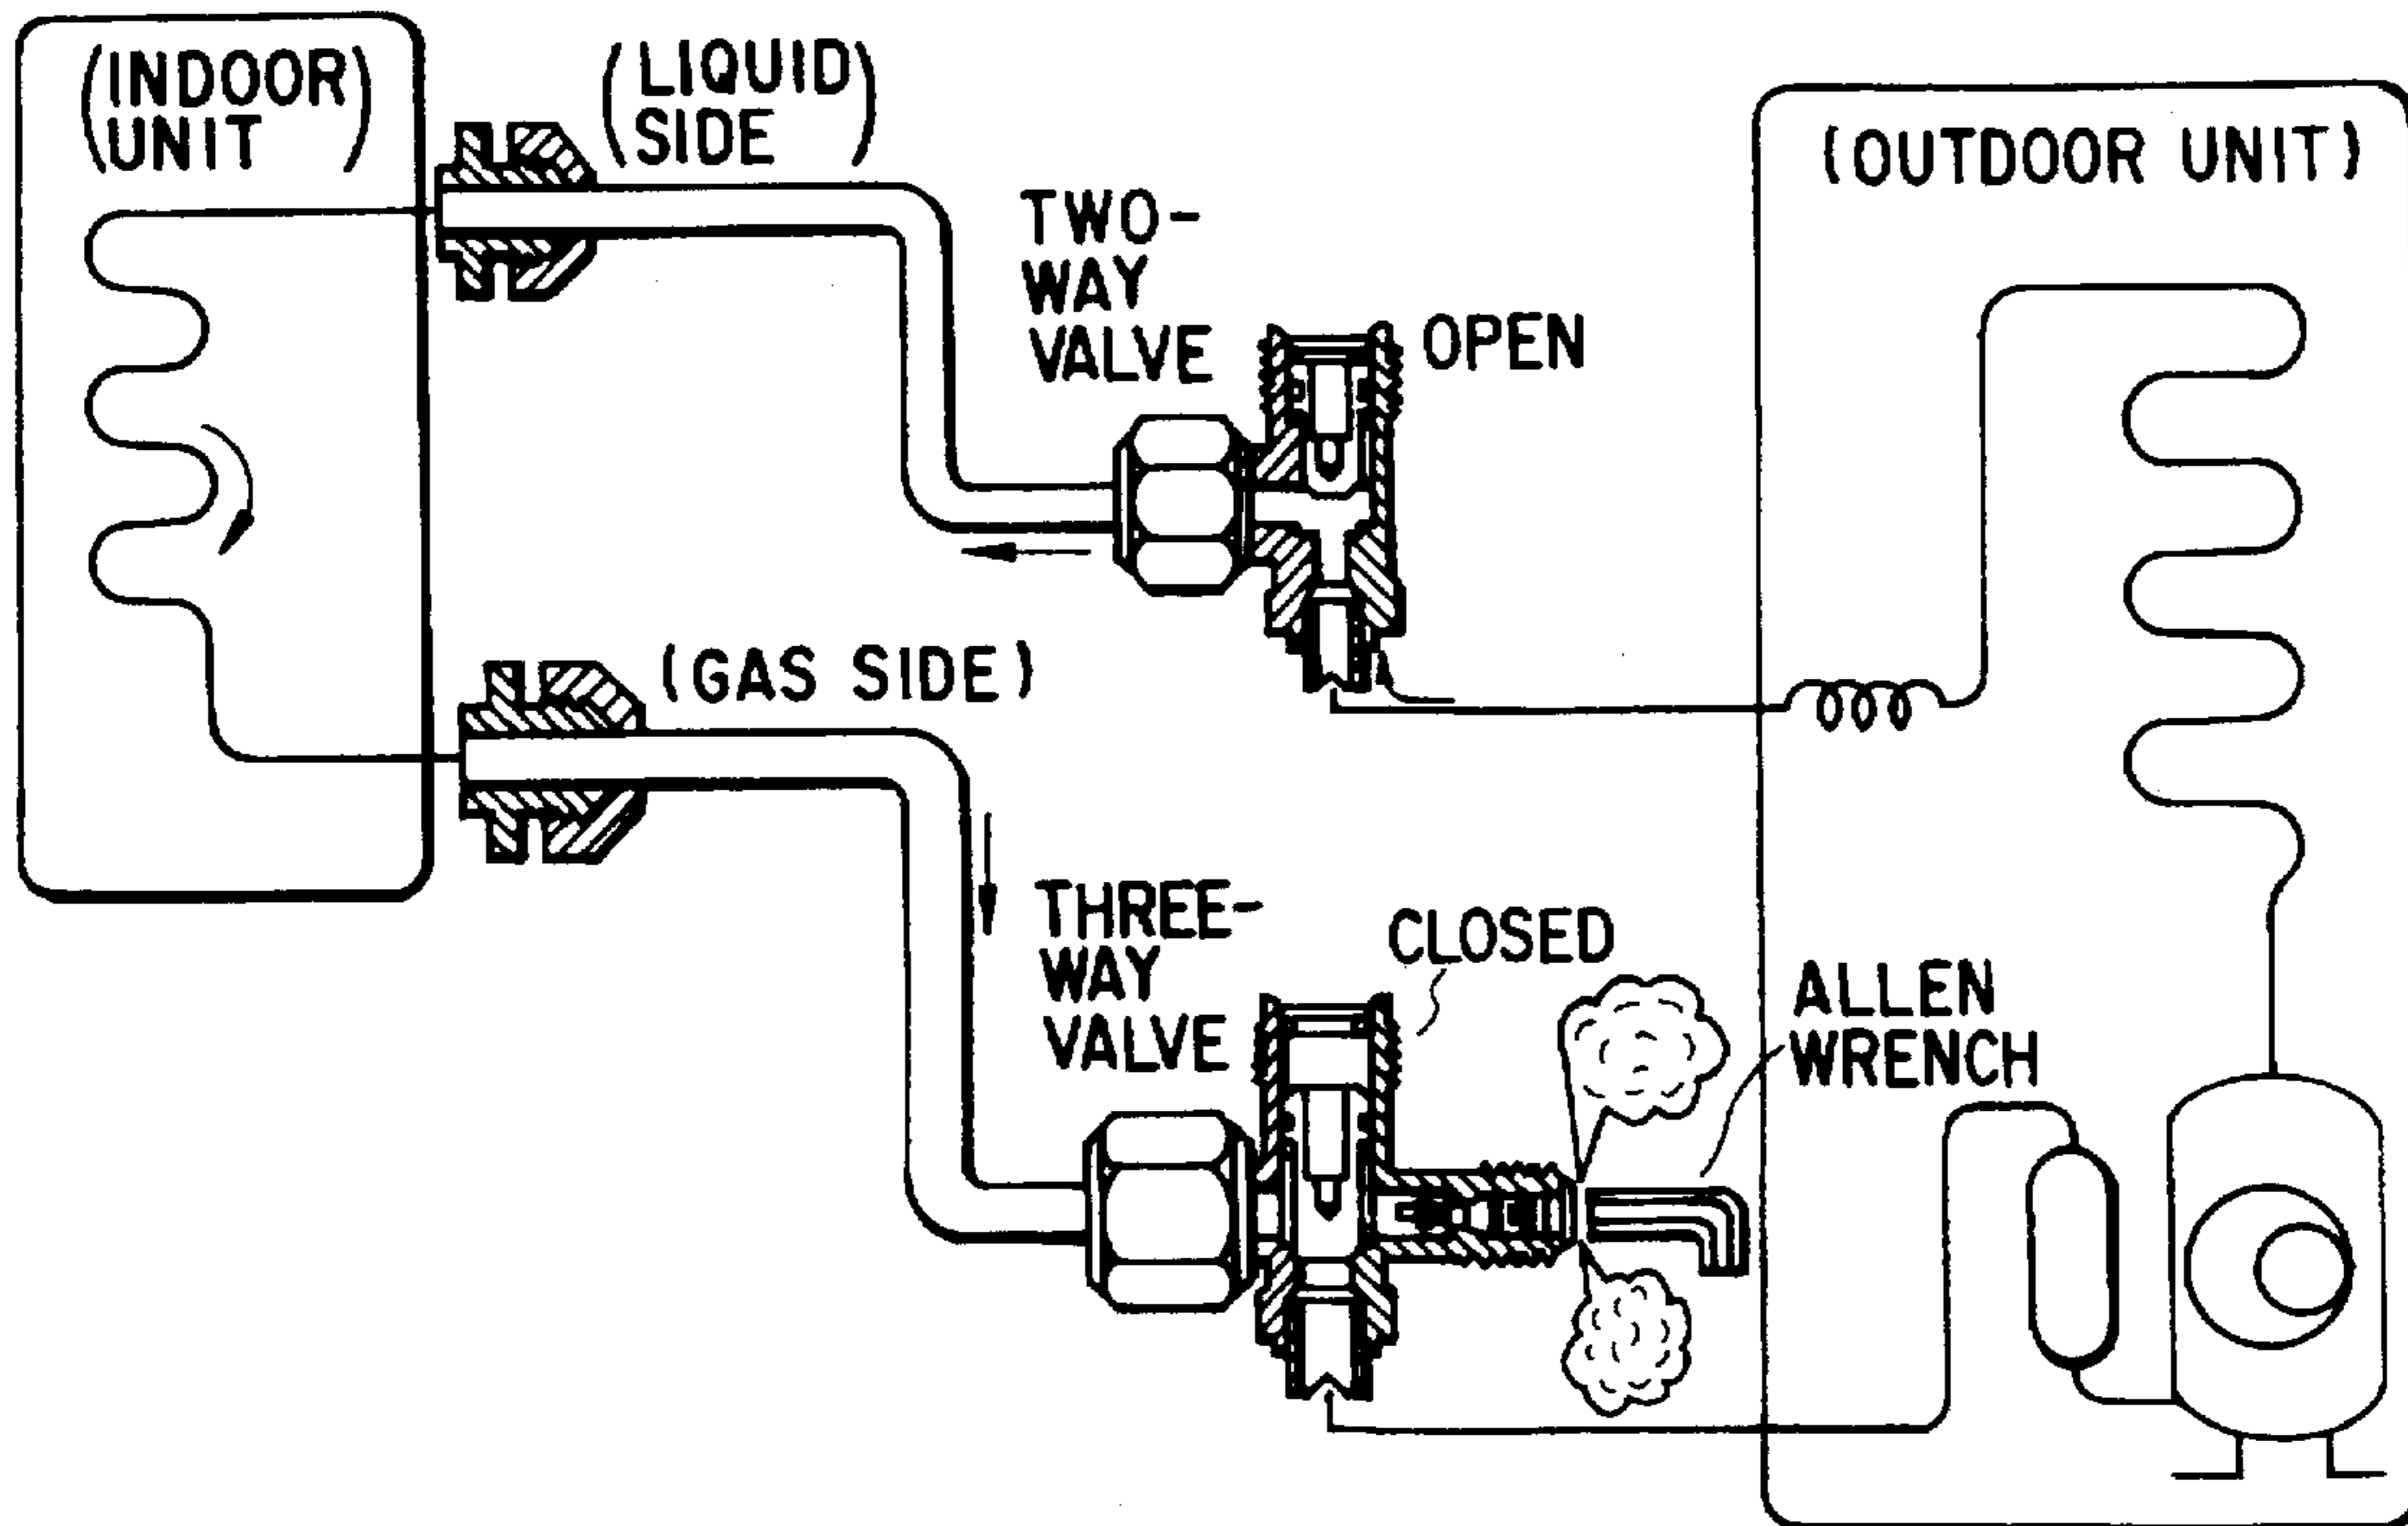 (INDOOR
UNIT)
(LIQUID
SIDE)
(OUTDOOR UNIT)
TWO-
WAY
VALVE
OPEN
(GAS SIDE)
THREE-
WAY
VALVE
CLOSED
ALLEN
WRENCH